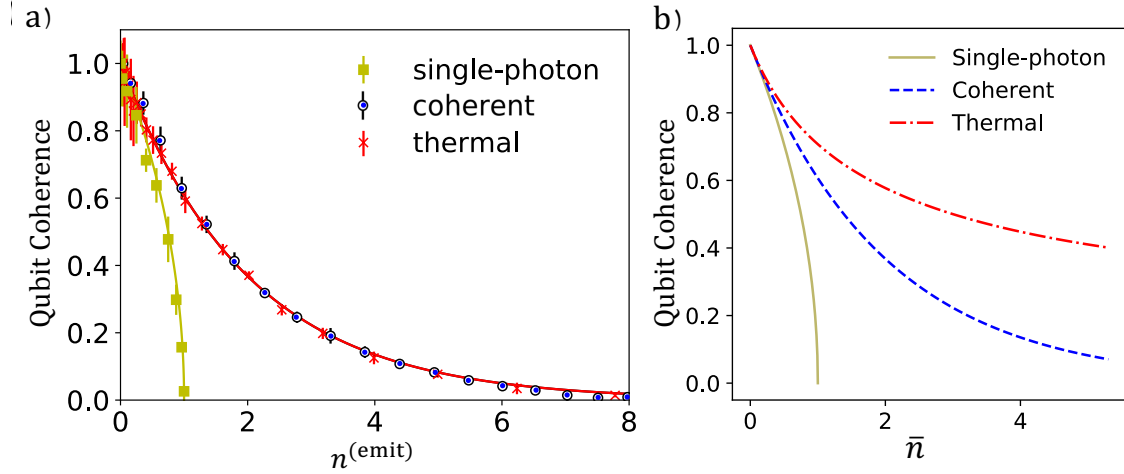 a)
single-photon
coherent
thermal
Qubit Coherence
1.0
0.8
0.6
0.4
0.2
0.0
0 2 4 6 8
n^(emit)
b)
Single-photon
Coherent
Thermal
Qubit Coherence
1.0
0.8
0.6
0.4
0.2
0.0
0 2 4
n̄